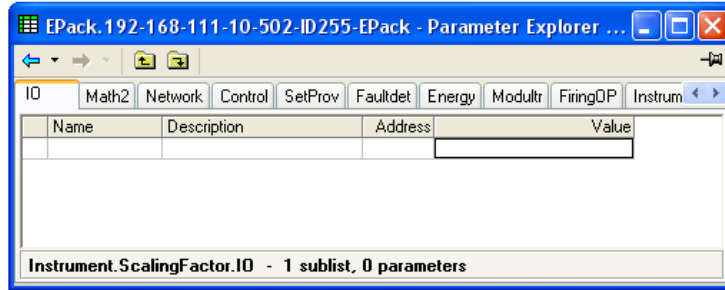 EPack.192-168-111-10-502-ID255-EPack - Parameter Explorer ...
IO Math2 Network Control SetProv Faultdet Energy Modultr FiringOP Instrum
Name Description Address Value
Instrument.ScalingFactor.IO - 1 sublist, 0 parameters